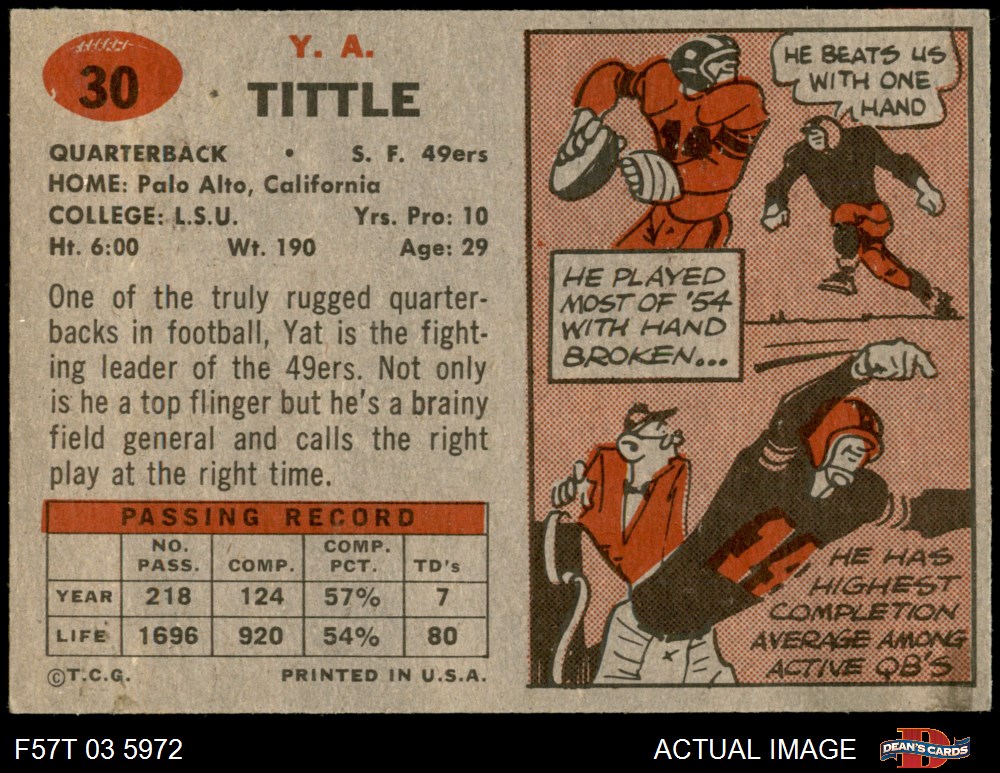 30
Y. A.
TITTLE
QUARTERBACK • S. F. 49ers
HOME: Palo Alto, California
COLLEGE: L.S.U. Yrs. Pro: 10
Ht. 6:00 Wt. 190 Age: 29
One of the truly rugged quarter-
backs in football, Yat is the fight-
ing leader of the 49ers. Not only
is he a top flinger but he's a brainy
field general and calls the right
play at the right time.
PASSING RECORD
NO. PASS. COMP. COMP. PCT. TD's
YEAR 218 124 57% 7
LIFE 1696 920 54% 80
©T.C.G. PRINTED IN U.S.A.
HE BEATS US
WITH ONE
HAND
HE PLAYED
MOST OF '54
WITH HAND
BROKEN...
14
HE HAS
HIGHEST
COMPLETION
AVERAGE AMONG
ACTIVE QB'S
F57T 03 5972
ACTUAL IMAGE
DEAN'S CARDS